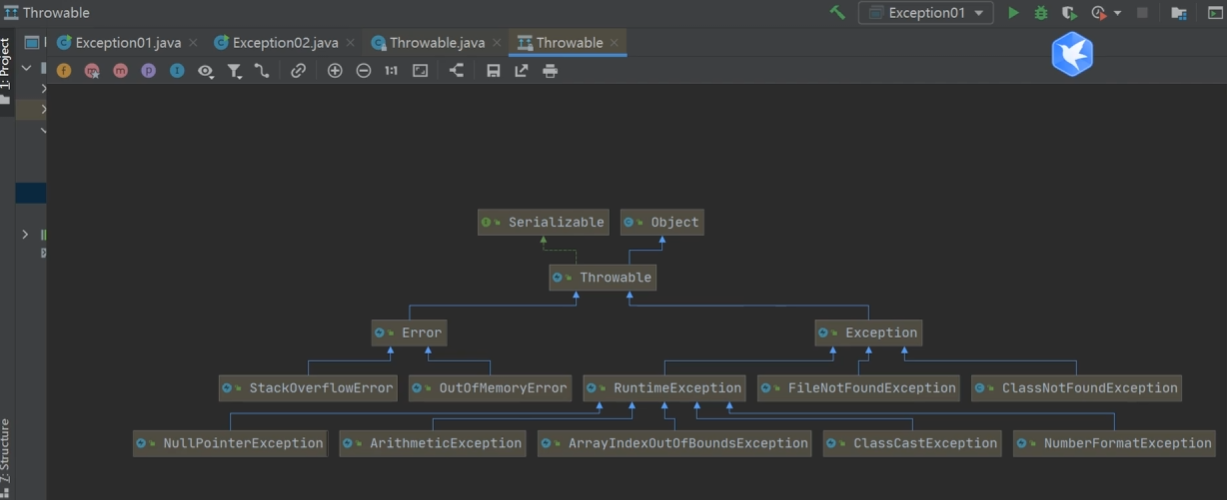 Throwable
Exception01
1: Project
Exception01.java
Exception02.java
Throwable.java
Throwable
1:1
Serializable
Object
Throwable
Error
Exception
StackOverflowError
OutOfMemoryError
RuntimeException
FileNotFoundException
ClassNotFoundException
NullPointerException
ArithmeticException
ArrayIndexOutOfBoundsException
ClassCastException
NumberFormatException
Z: Structure